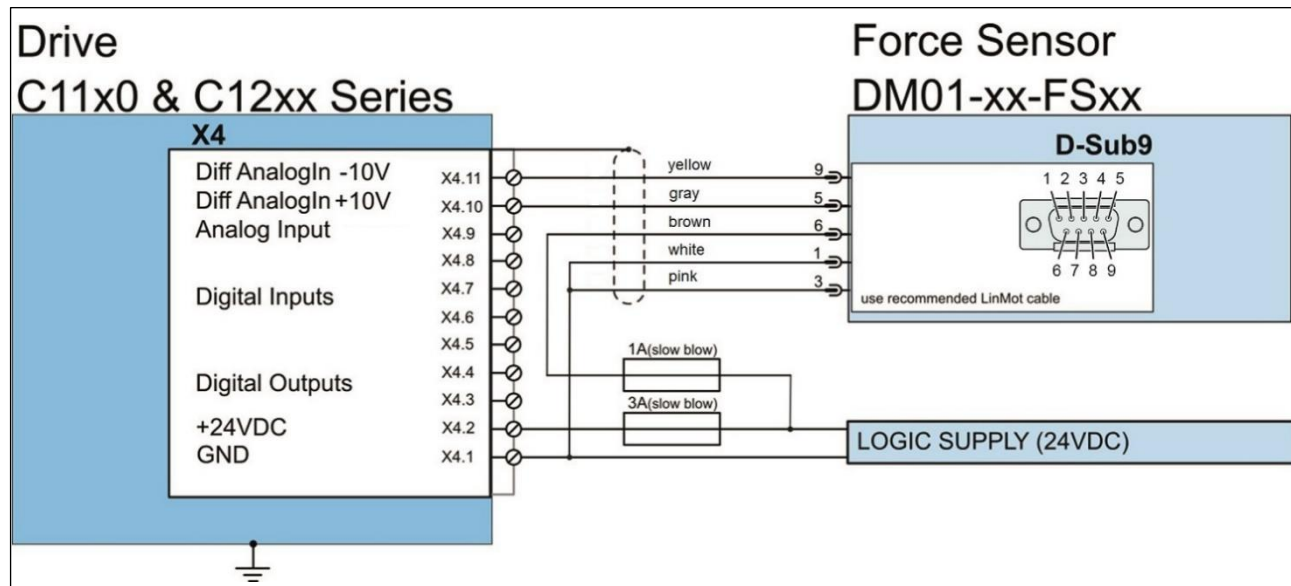 Drive
C11x0 & C12xx Series
X4
Diff AnalogIn -10V X4.11
Diff AnalogIn +10V X4.10
Analog Input X4.9
X4.8
Digital Inputs X4.7
X4.6
X4.5
X4.4
Digital Outputs
X4.3
+24VDC X4.2
GND X4.1
yellow 9
gray 5
brown 6
white 1
pink 3
1A(slow blow)
3A(slow blow)
Force Sensor
DM01-xx-FSxx
D-Sub9
1 2 3 4 5
6 7 8 9
use recommended LinMot cable
LOGIC SUPPLY (24VDC)